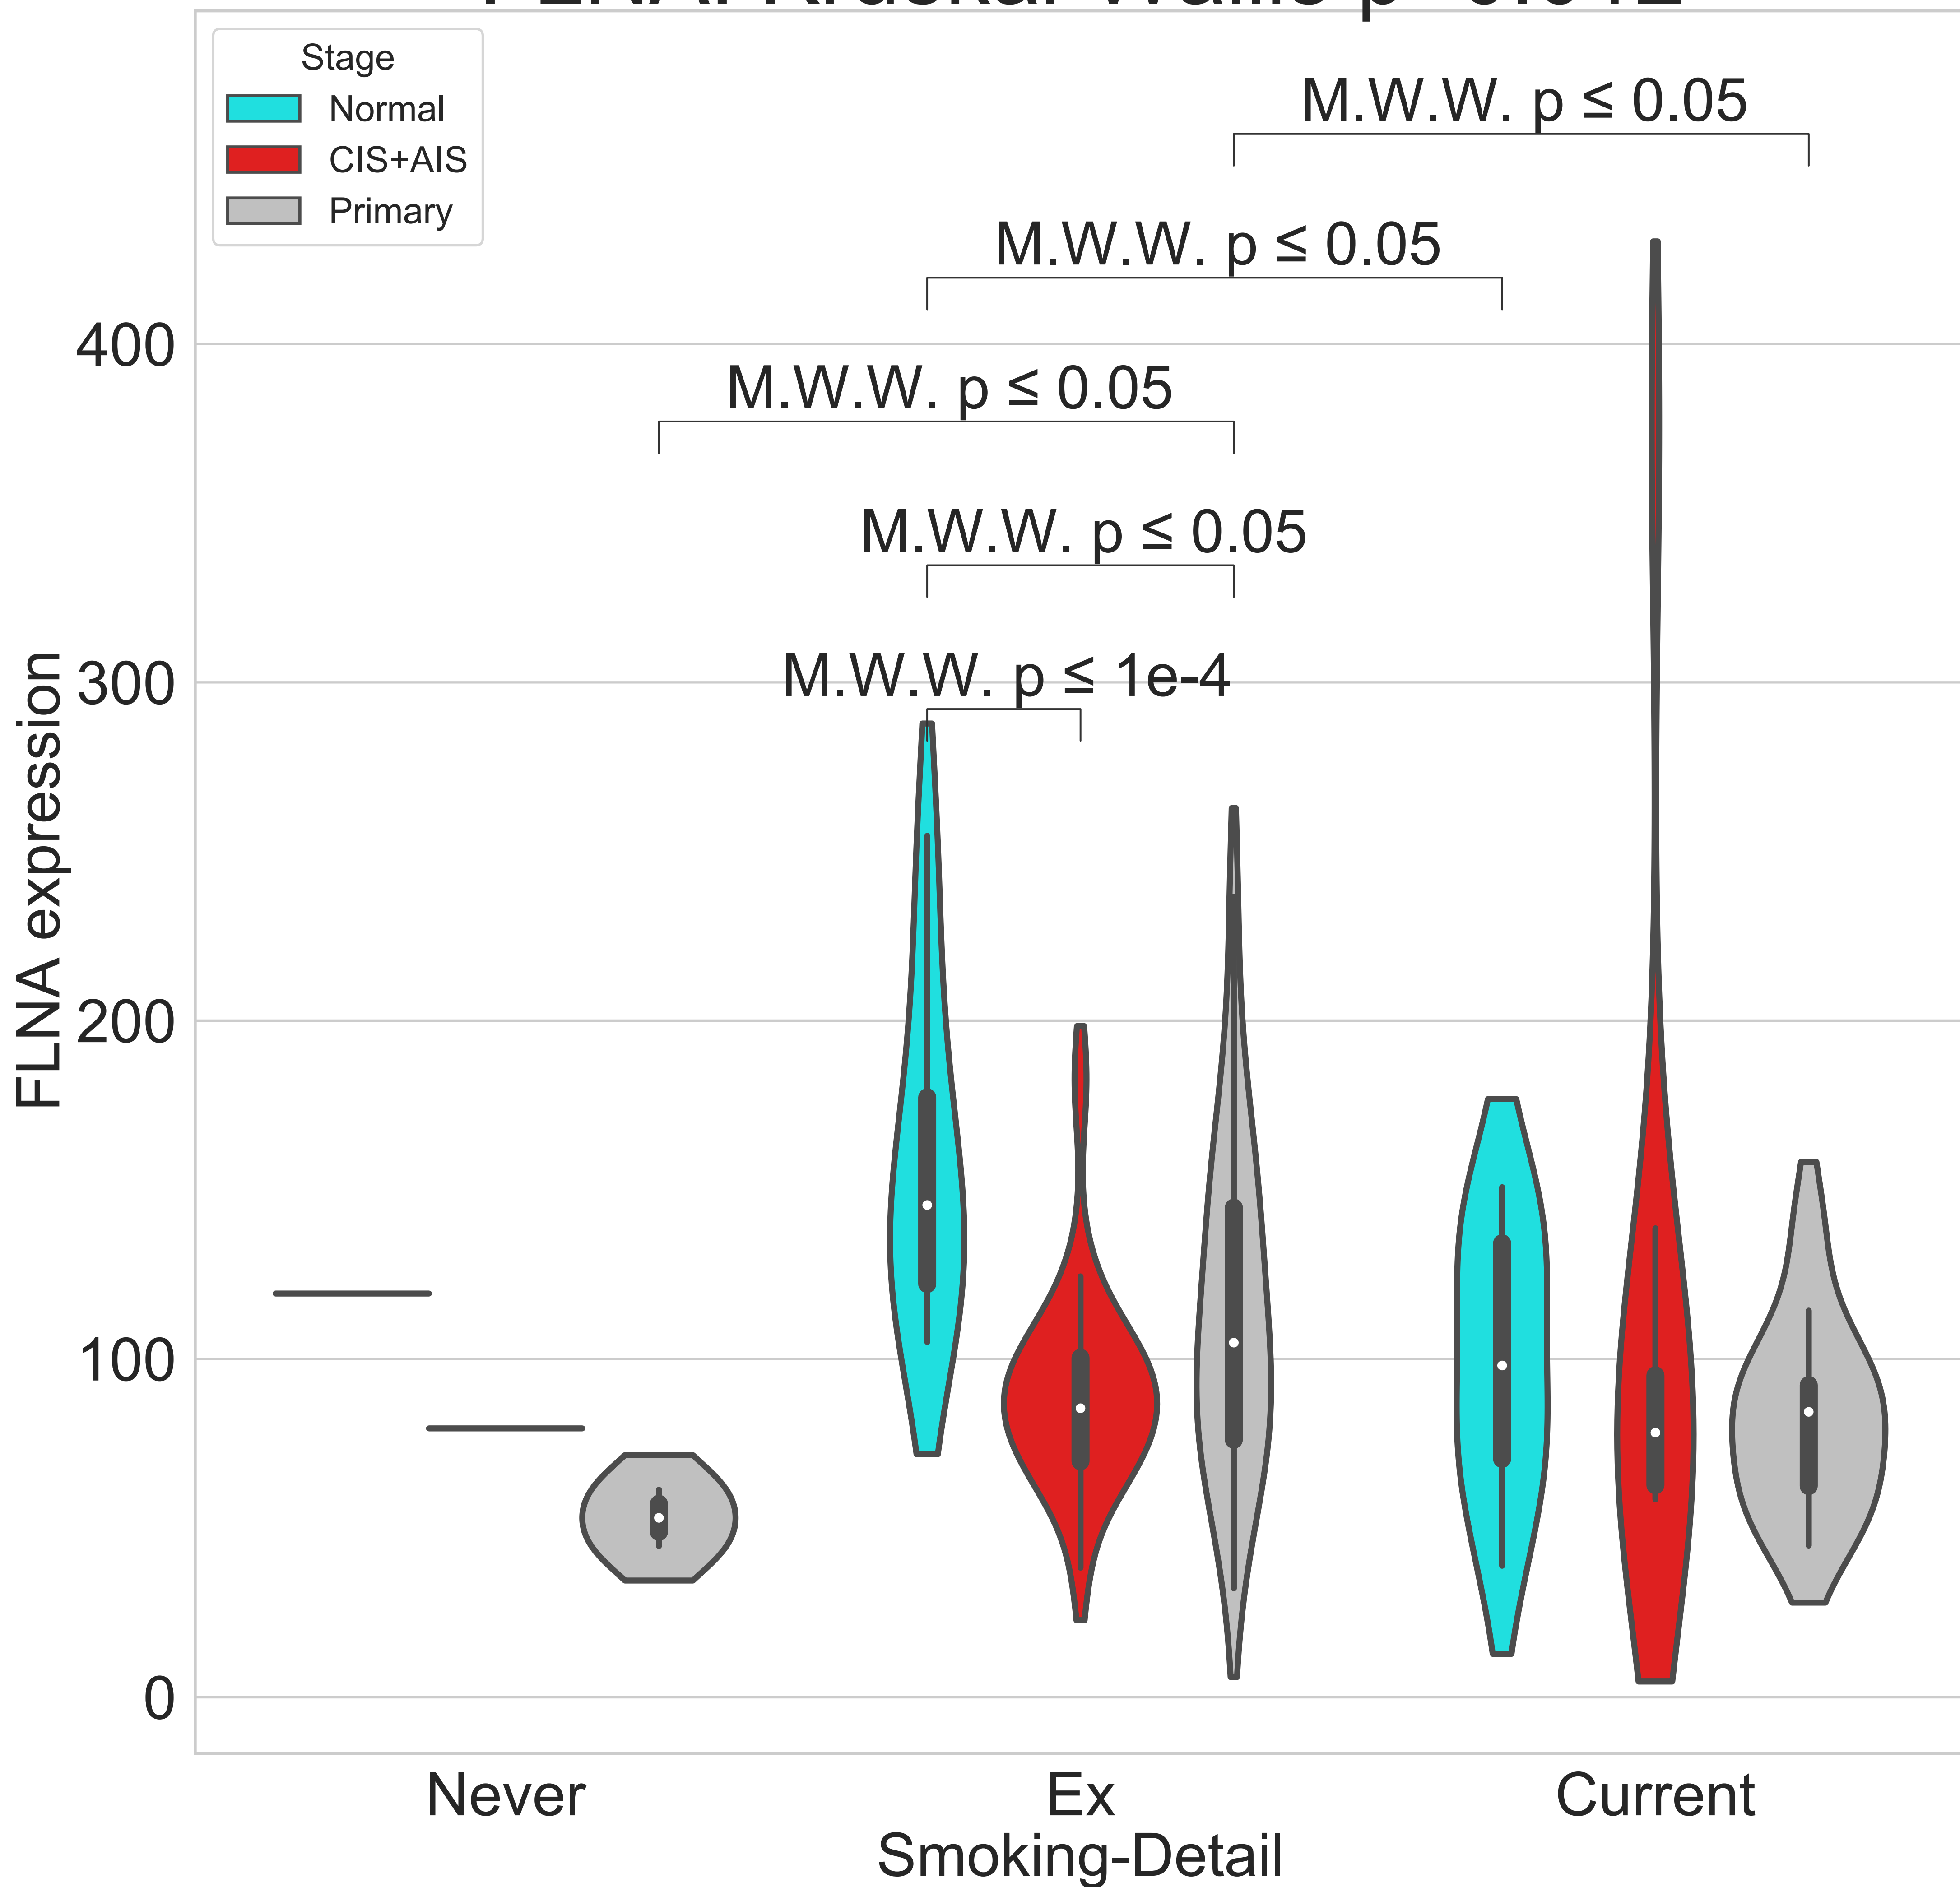 Stage
Normal
CIS+AIS
Primary
M.W.W. p ≤ 0.05
M.W.W. p ≤ 0.05
M.W.W. p ≤ 0.05
M.W.W. p ≤ 0.05
M.W.W. p ≤ 1e-4
FLNA expression
400
300
200
100
0
Never
Ex
Current
Smoking-Detail